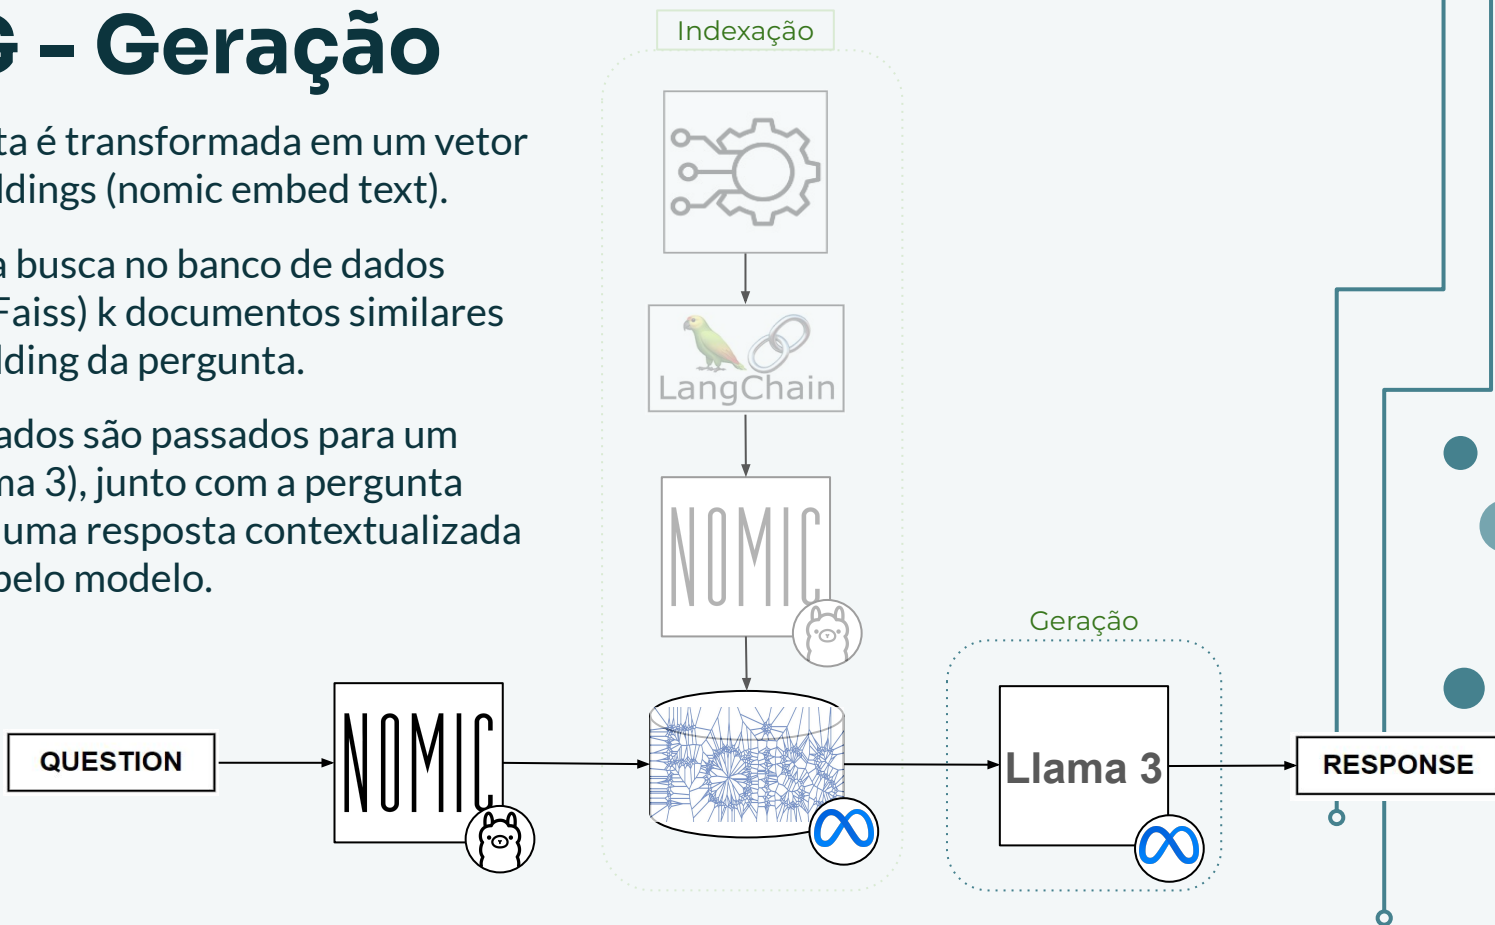 G – Geração
ta é transformada em um vetor
ldings (nomic embed text).
a busca no banco de dados
Faiss) k documentos similares
lding da pergunta.
ados são passados para um
ma 3), junto com a pergunta
uma resposta contextualizada
pelo modelo.
Indexação
LangChain
NOMIC
Geração
QUESTION
NOMIC
Llama 3
RESPONSE